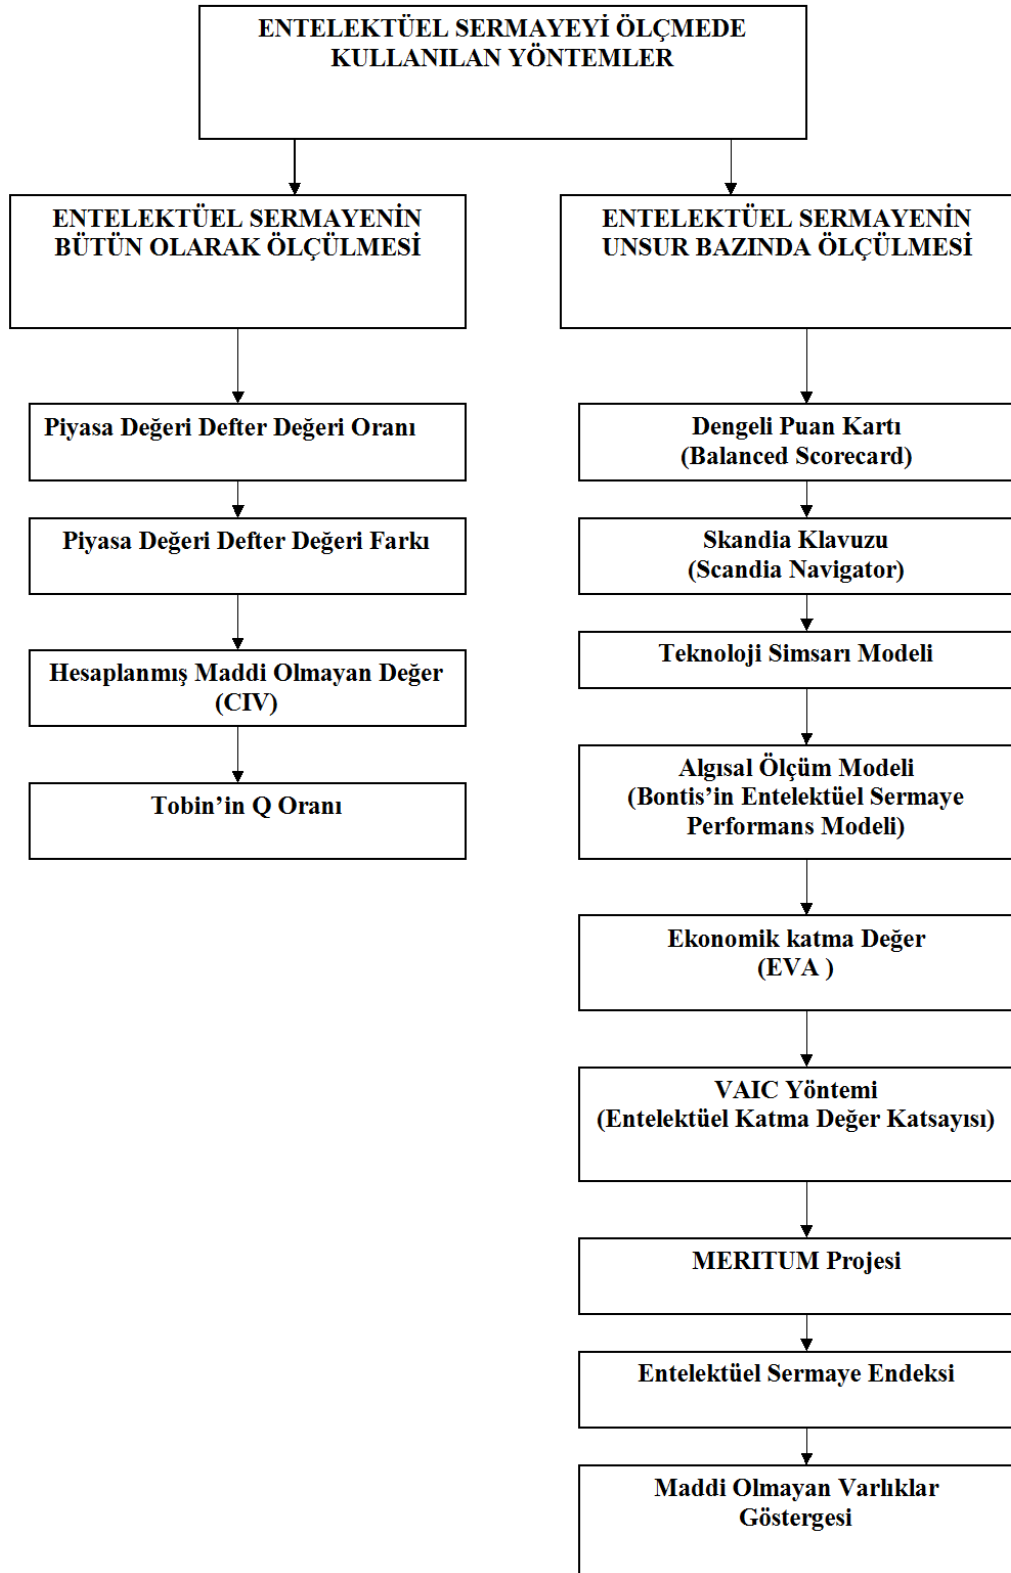 ENTELEKTÜEL SERMAYEYİ ÖLÇMEDE
KULLANILAN YÖNTEMLER
ENTELEKTÜEL SERMAYENİN
BÜTÜN OLARAK ÖLÇÜLMESİ
Piyasa Değeri Defter Değeri Oranı
Piyasa Değeri Defter Değeri Farkı
Hesaplanmış Maddi Olmayan Değer
(CIV)
Tobin’in Q Oranı
ENTELEKTÜEL SERMAYENİN
UNSUR BAZINDA ÖLÇÜLMESİ
Dengeli Puan Kartı
(Balanced Scorecard)
Skandia Klavuzu
(Scandia Navigator)
Teknoloji Simsarı Modeli
Algısal Ölçüm Modeli
(Bontis’in Entelektüel Sermaye
Performans Modeli)
Ekonomik katma Değer
(EVA )
VAIC Yöntemi
(Entelektüel Katma Değer Katsayısı)
MERITUM Projesi
Entelektüel Sermaye Endeksi
Maddi Olmayan Varlıklar
Göstergesi